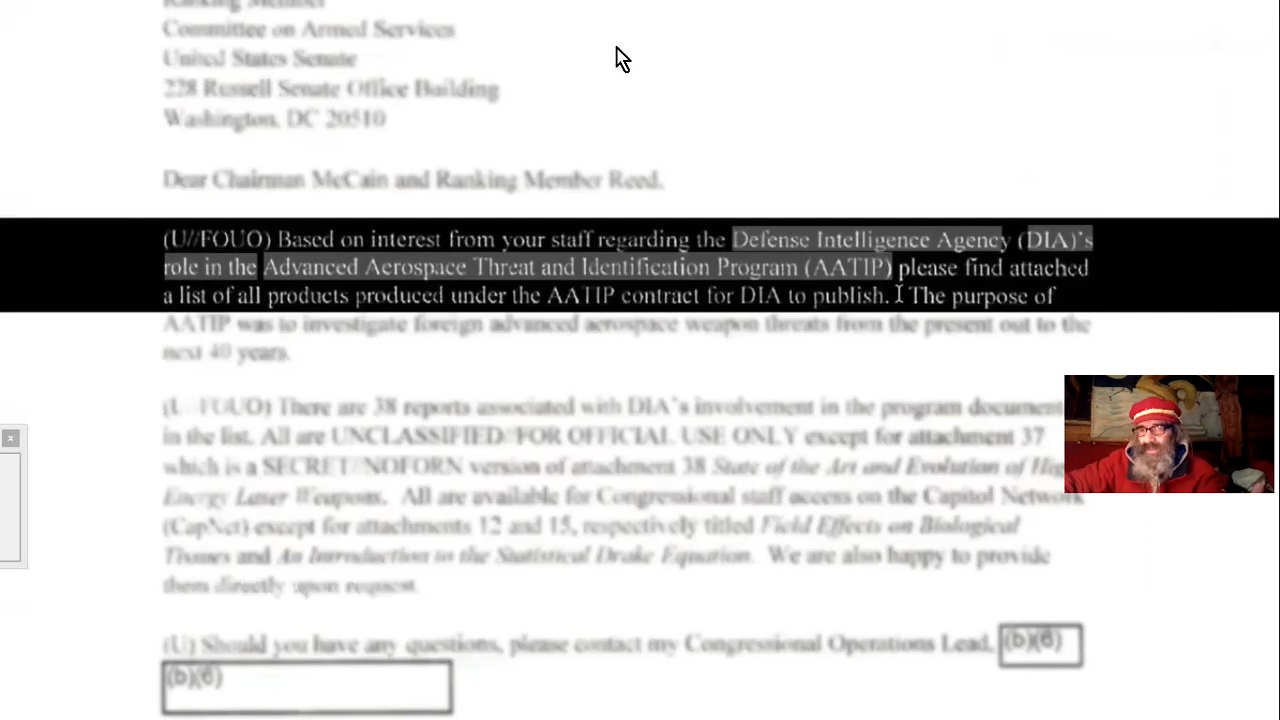 Ranking Member
Committee on Armed Services
United States Senate
228 Russell Senate Office Building
Washington, DC 20510
Dear Chairman McCain and Ranking Member Reed,
(U//FOUO) Based on interest from your staff regarding the Defense Intelligence Agency (DIA)'s
role in the Advanced Aerospace Threat and Identification Program (AATIP) please find attached
a list of all products produced under the AATIP contract for DIA to publish. The purpose of
AATIP was to investigate foreign advanced aerospace weapon threats from the present out to the
next 40 years.
(U//FOUO) There are 38 reports associated with DIA's involvement in the program document
in the list. All are UNCLASSIFIED//FOR OFFICIAL USE ONLY except for attachment 37
which is a SECRET//NOFORN version of attachment 38 State of the Art and Evolution of
Energy Laser Weapons. All are available for Congressional staff access on the Capitol Network
(CapNet) except for attachments 12 and 15, respectively titled Field Effects on Biological
and An Introduction to the Statistical Drake Equation. We are also happy to provide
them directly upon request.
(U) Should you have any questions, please contact my Congressional Operations Lead, (b)(6)
(b)(6)